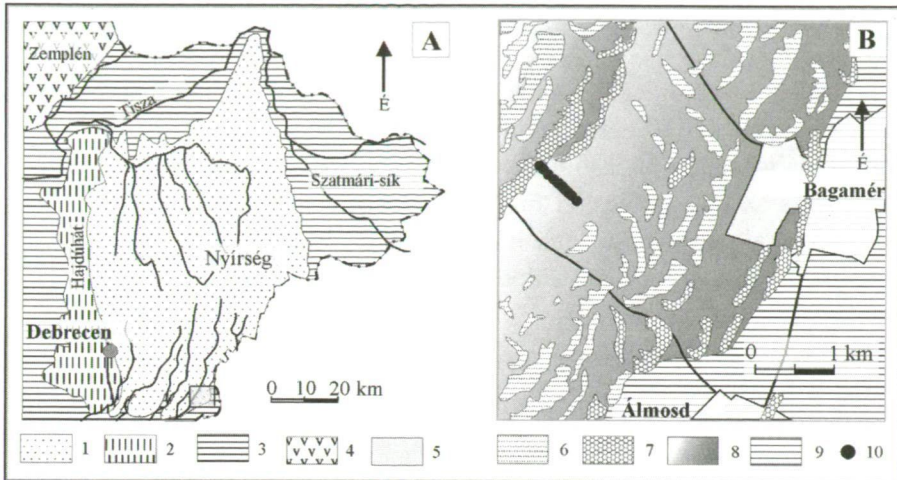 A
Zemplén
É
Tisza
Szatmári-sík
Hajdúhát
Nyírség
Debrecen
0 10 20 km
1 2 3 4 5
B
É
Bagamér
0 1 km
Álmosd
6 7 8 9 10